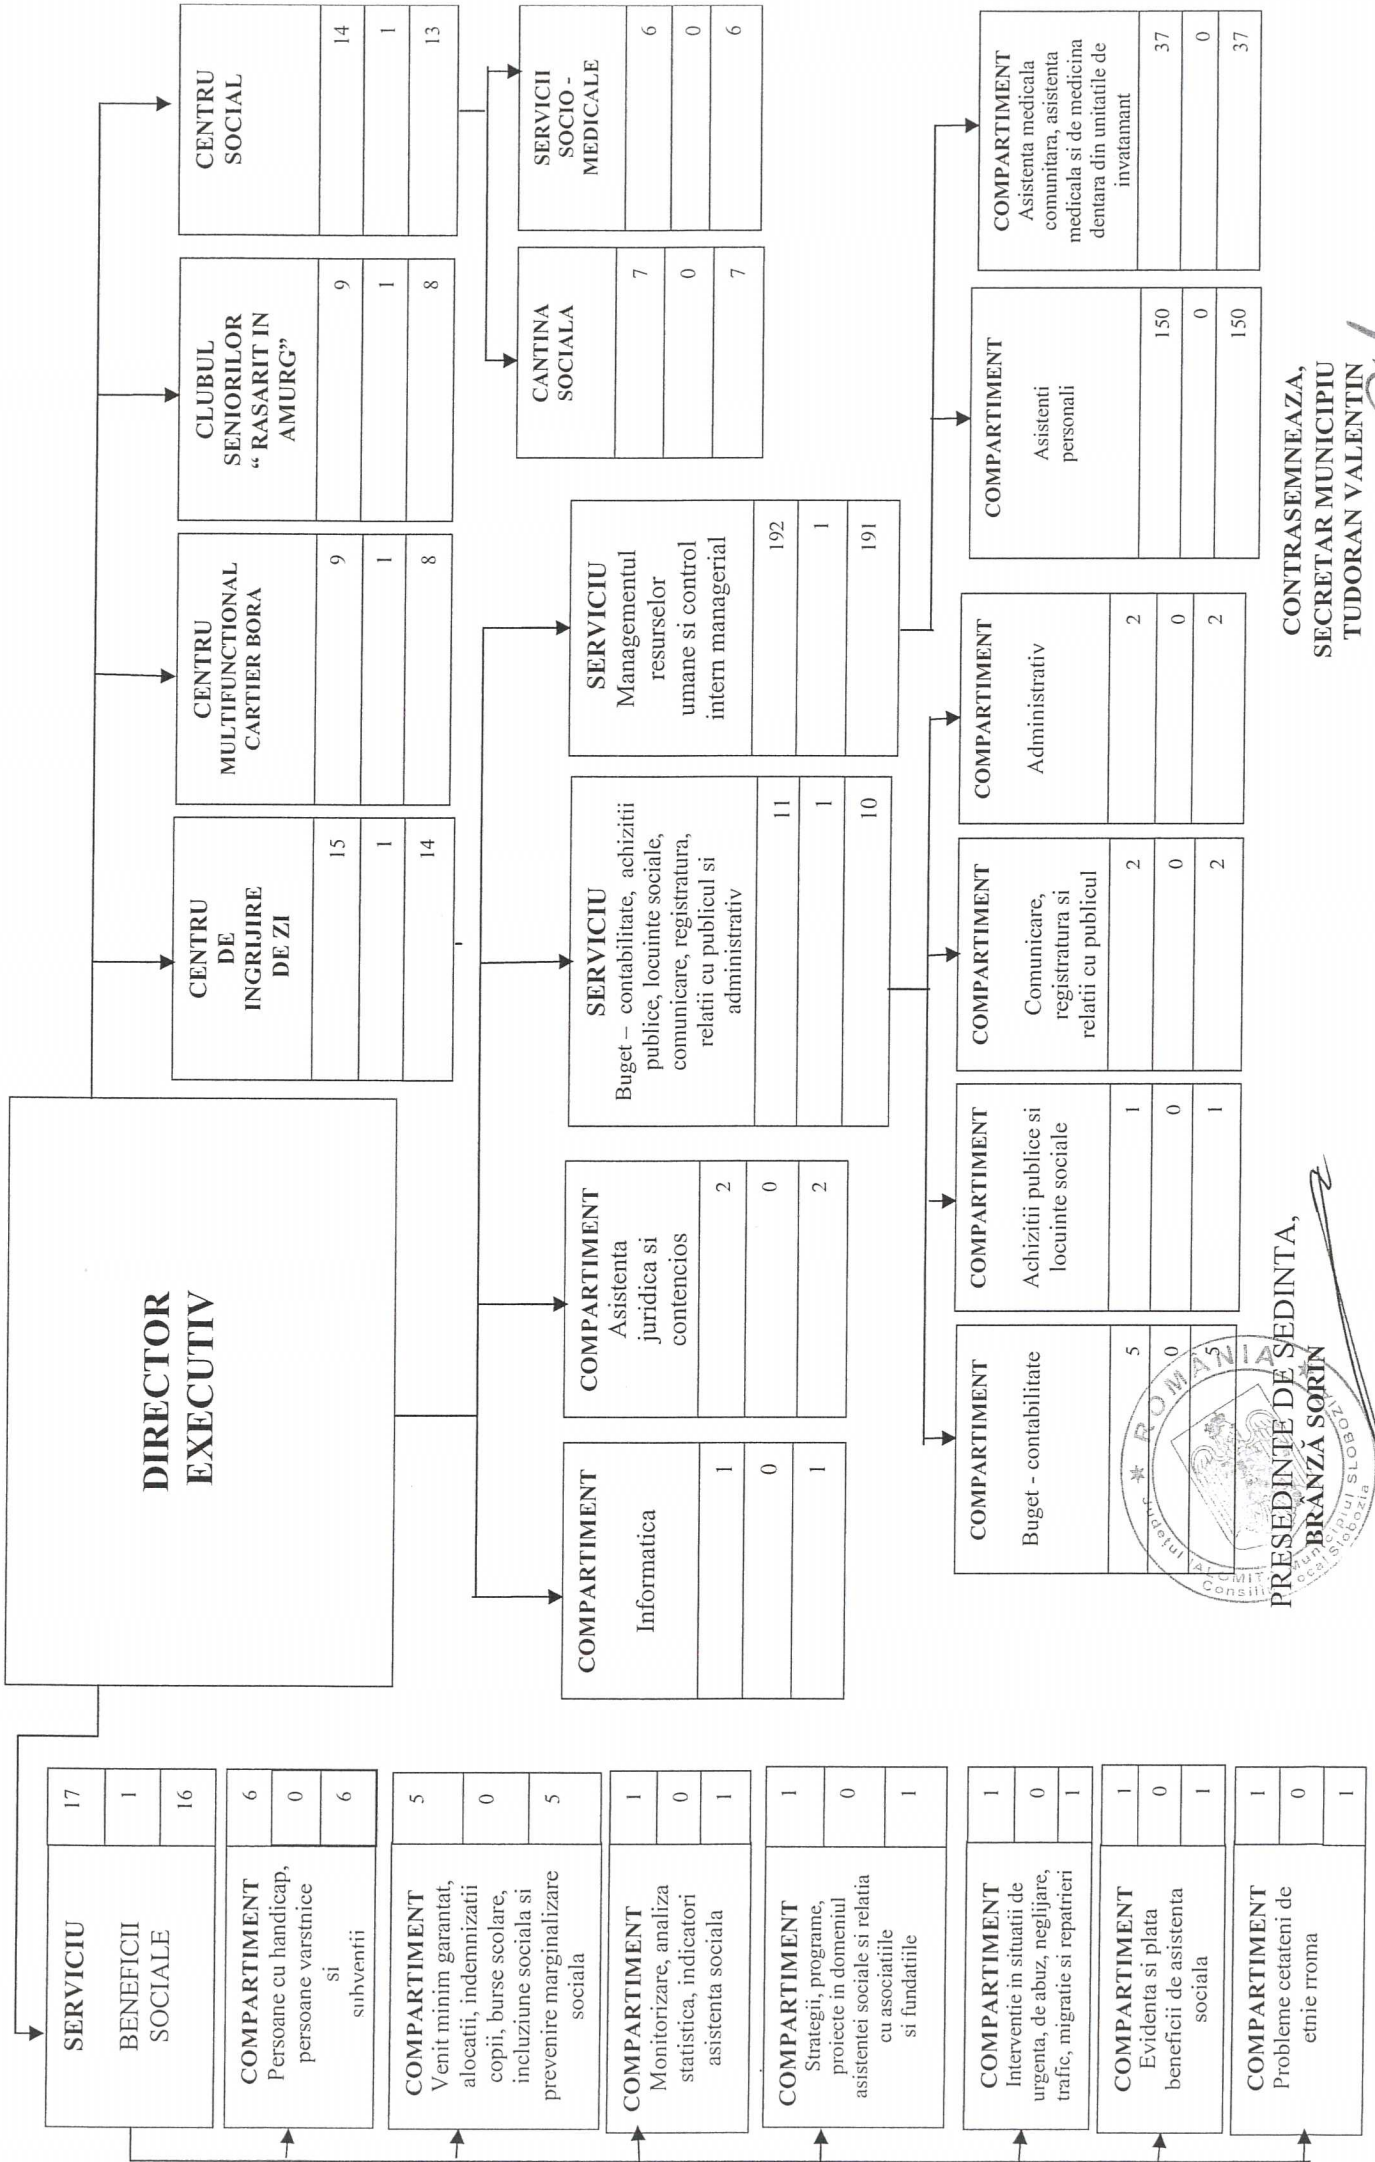 DIRECTOR
EXECUTIV
SERVICIU
BENEFICII
SOCIALE
17
1
16
COMPARTIMENT
Persoane cu handicap,
persoane varstnice
si
subventii
6
0
6
COMPARTIMENT
Venit minim garantat,
alocatii, indemnizatii
copii, burse scolare,
incluziune sociala si
prevenire marginalizare
sociala
5
0
5
COMPARTIMENT
Monitorizare, analiza
statistica, indicatori
asistenta sociala
1
0
1
COMPARTIMENT
Strategii, programe,
proiecte in domeniul
asistentei sociale si relatia
cu asociatiile
si fundatiile
1
0
1
COMPARTIMENT
Interventie in situatii de
urgenta, de abuz, neglijare,
trafic, migratie si repatrieri
1
0
1
COMPARTIMENT
Evidenta si plata
beneficii de asistenta
sociala
1
0
1
COMPARTIMENT
Probleme cetateni de
etnie rroma
1
0
1
CENTRU
DE
INGRIJIRE
DE ZI
15
1
14
CENTRU
MULTIFUNCTIONAL
CARTIER BORA
9
1
8
CLUBUL
SENIORILOR
“ RASARIT IN
AMURG”
9
1
8
CENTRU
SOCIAL
14
1
13
CANTINA
SOCIALA
7
0
7
SERVICII
SOCIO -
MEDICALE
6
0
6
COMPARTIMENT
Informatica
1
0
1
COMPARTIMENT
Asistenta
juridica si
contencios
2
0
2
SERVICIU
Buget – contabilitate, achizitii
publice, locuinte sociale,
comunicare, registratura,
relatii cu publicul si
administrativ
11
1
10
SERVICIU
Managementul
resurselor
umane si control
intern managerial
192
1
191
COMPARTIMENT
Buget - contabilitate
5
0
5
COMPARTIMENT
Achizitii publice si
locuinte sociale
1
0
1
COMPARTIMENT
Comunicare,
registratura si
relatii cu publicul
2
0
2
COMPARTIMENT
Administrativ
2
0
2
COMPARTIMENT
Asistenti
personali
150
0
150
COMPARTIMENT
Asistenta medicala
comunitara, asistenta
medicala si de medicina
dentara din unitatile de
invatamant
37
0
37
PRESEDINTE DE SEDINTA,
BRÂNZĂ SORIN
ROMÂNIA
Județul IALOMIȚA Municipiul SLOBOZIA
Consiliul Local Slobozia
CONTRASEMNEAZA,
SECRETAR MUNICIPIU
TUDORAN VALENTIN